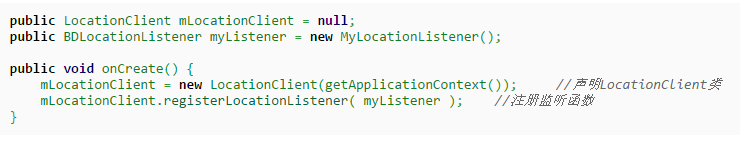 public LocationClient mLocationClient = null;
public BDLocationListener myListener = new MyLocationListener();

public void onCreate() {
    mLocationClient = new LocationClient(getApplicationContext());     //声明LocationClient类
    mLocationClient.registerLocationListener( myListener );    //注册监听函数
}